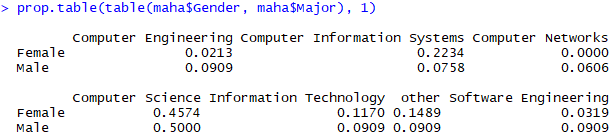 > prop.table(table(maha$Gender, maha$Major), 1)
Computer Engineering Computer Information Systems Computer Networks
Female 0.0213 0.2234 0.0000
Male 0.0909 0.0758 0.0606
Computer Science Information Technology other Software Engineering
Female 0.4574 0.1170 0.1489 0.0319
Male 0.5000 0.0909 0.0909 0.0909